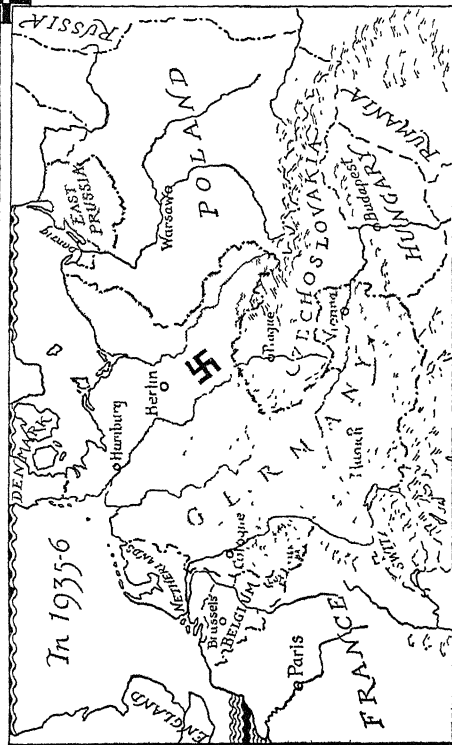 In 1935-6
DENMARK
ENGLAND
NETHERLANDS
Hamburg
Berlin
Danzig
EAST
PRUSSIA
RUSSIA
Warsaw
POLAND
Brussels
BELGIUM
Cologne
GERMANY
Prague
CZECHOSLOVAKIA
Paris
FRANCE
SWITZ
Munich
Vienna
Budapest
HUNGARY
RUMANIA